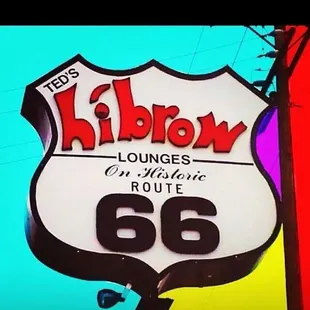 TED'S
hibrow
LOUNGES
On Historic
ROUTE
66